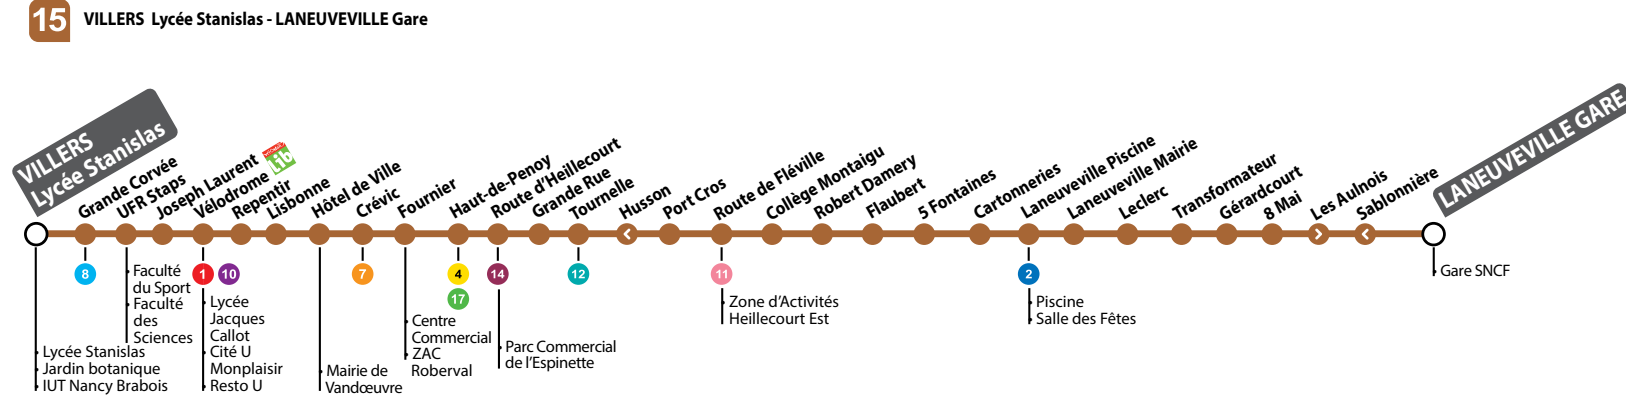 15
VILLERS Lycée Stanislas - LANEUVEVILLE Gare
VILLERS
Lycée Stanislas
Grande Corvée
UFR Staps
Joseph Laurent
Vélodrome
Lib
Repentir
Lisbonne
Hôtel de Ville
Crévic
Fournier
Haut-de-Penoy
Route d'Heillecourt
Grande Rue
Tournelle
Husson
Port Cros
Route de Fléville
Collège Montaigu
Robert Damery
Flaubert
5 Fontaines
Cartonneries
Laneuveville Piscine
Laneuveville Mairie
Leclerc
Transformateur
Gérardcourt
8 Mai
Les Aulnois
Sablonnière
LANEUVEVILLE GARE
Lycée Stanislas
Jardin botanique
IUT Nancy Brabois
8
Faculté
du Sport
Faculté
des
Sciences
1 10
Lycée
Jacques
Callot
Cité U
Monplaisir
Resto U
Mairie de
Vandœuvre
7
Centre
Commercial
ZAC
Roberval
4
17
14
Parc Commercial
de l'Espinette
12
11
Zone d'Activités
Heillecourt Est
2
Piscine
Salle des Fêtes
Gare SNCF